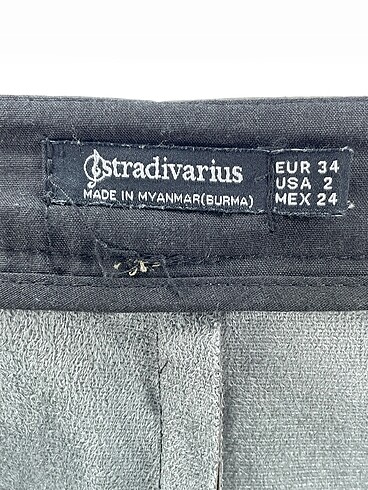 stradivarius
MADE IN MYANMAR(BURMA)
EUR 34
USA 2
MEX 24